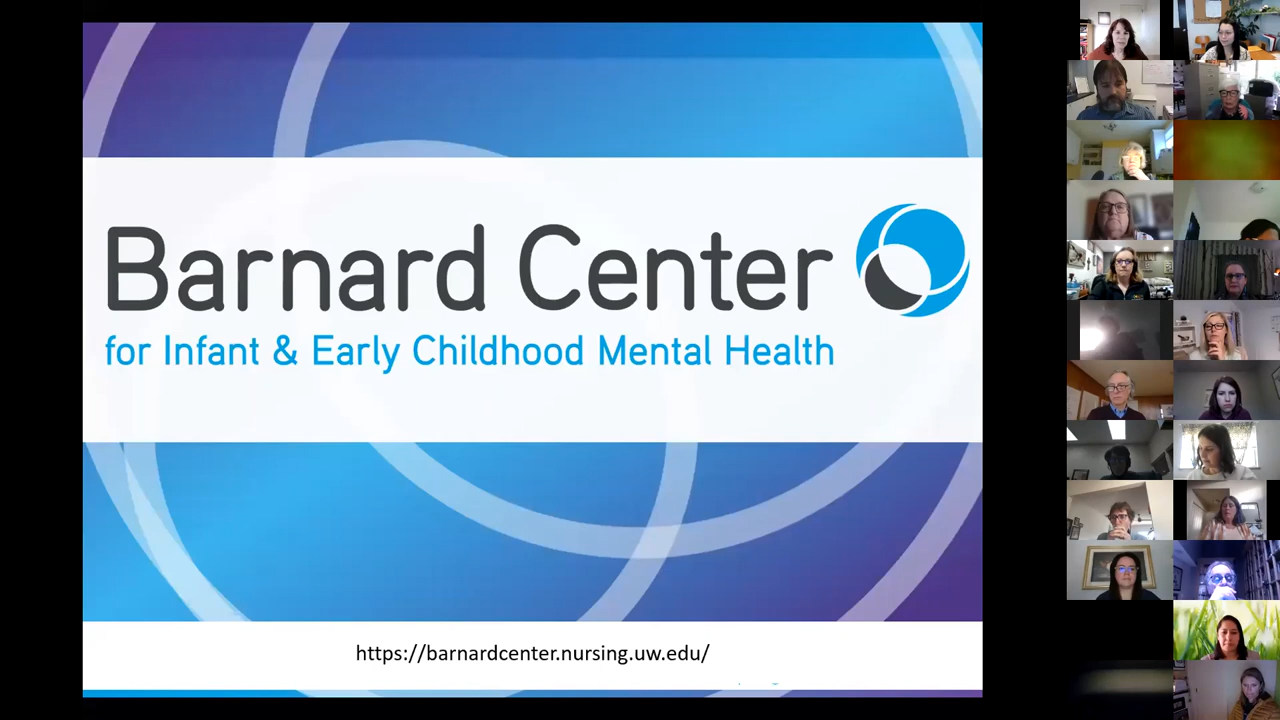 Barnard Center
for Infant & Early Childhood Mental Health
https://barnardcenter.nursing.uw.edu/